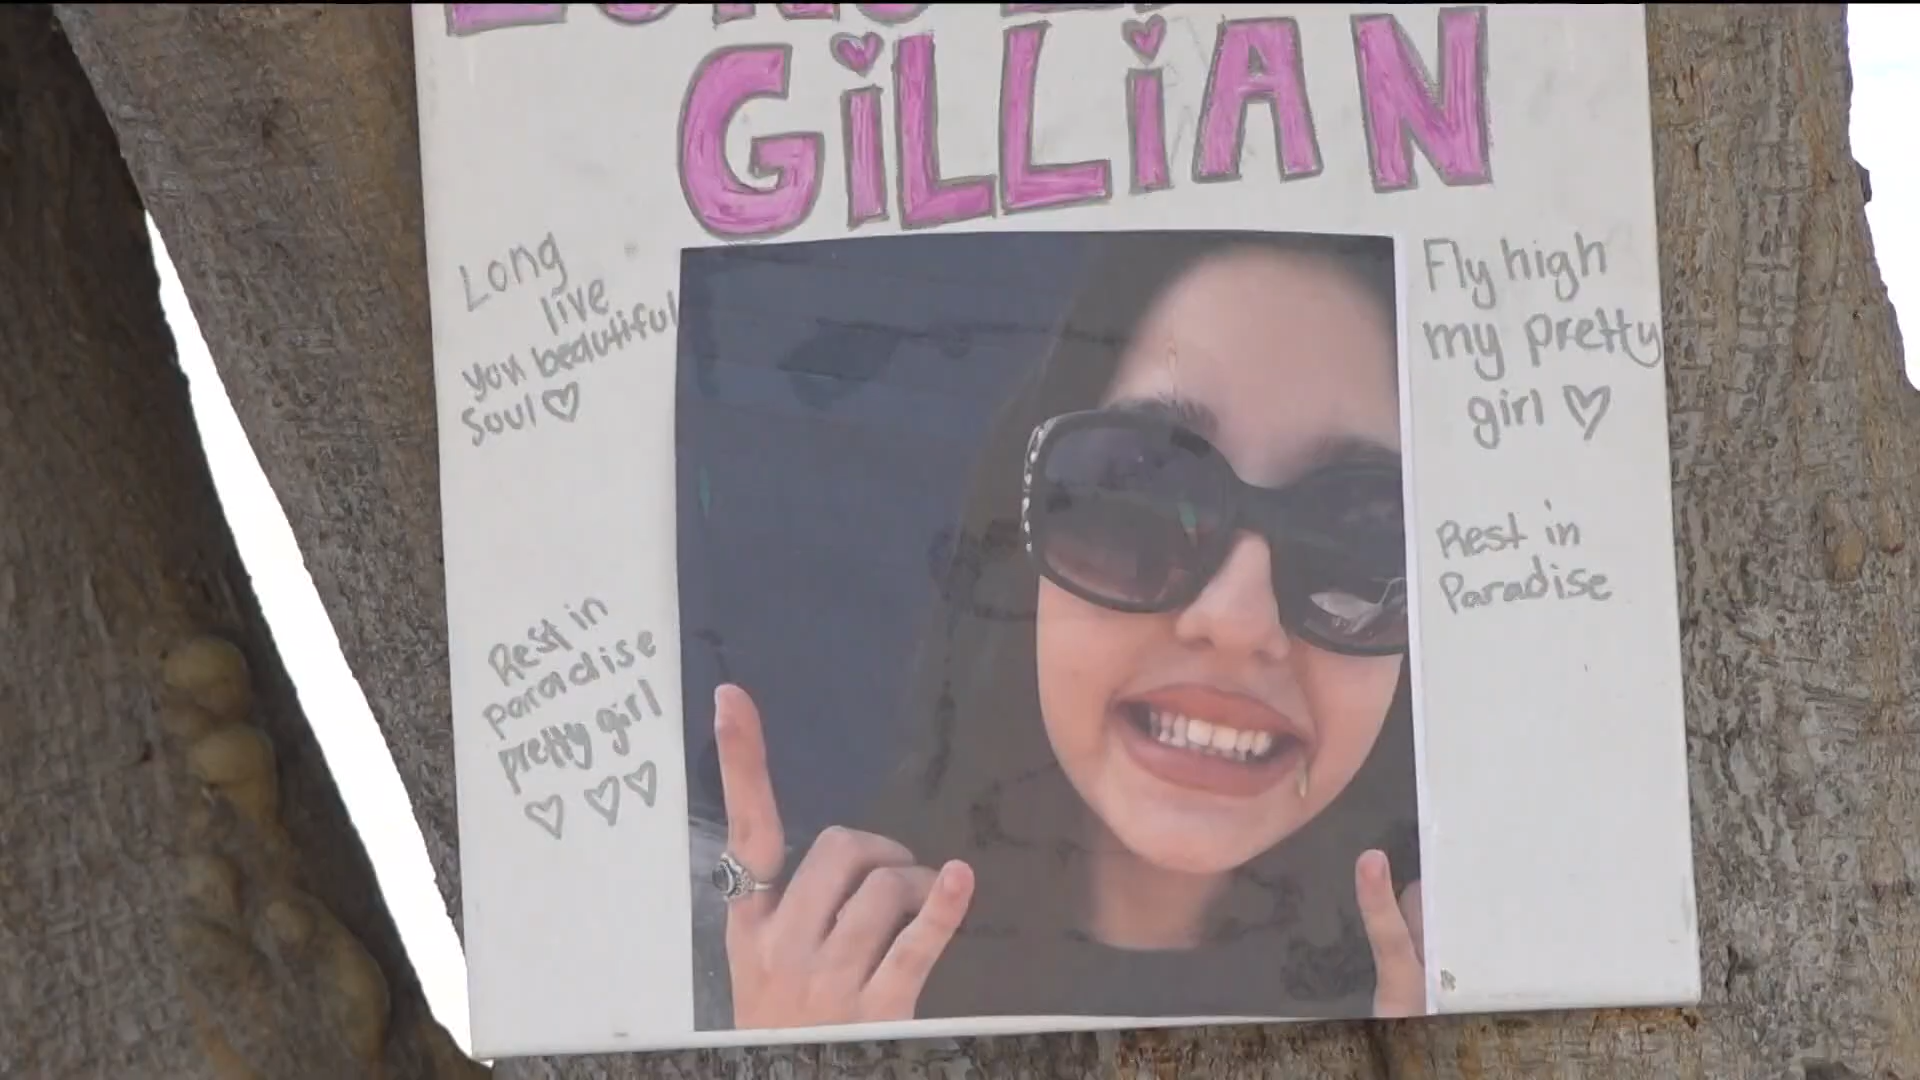 GiLLiAN
Long
live
you beautiful
Soul
Fly high
my pretty
girl
Rest in
Paradise
Rest in
paradise
pretty girl